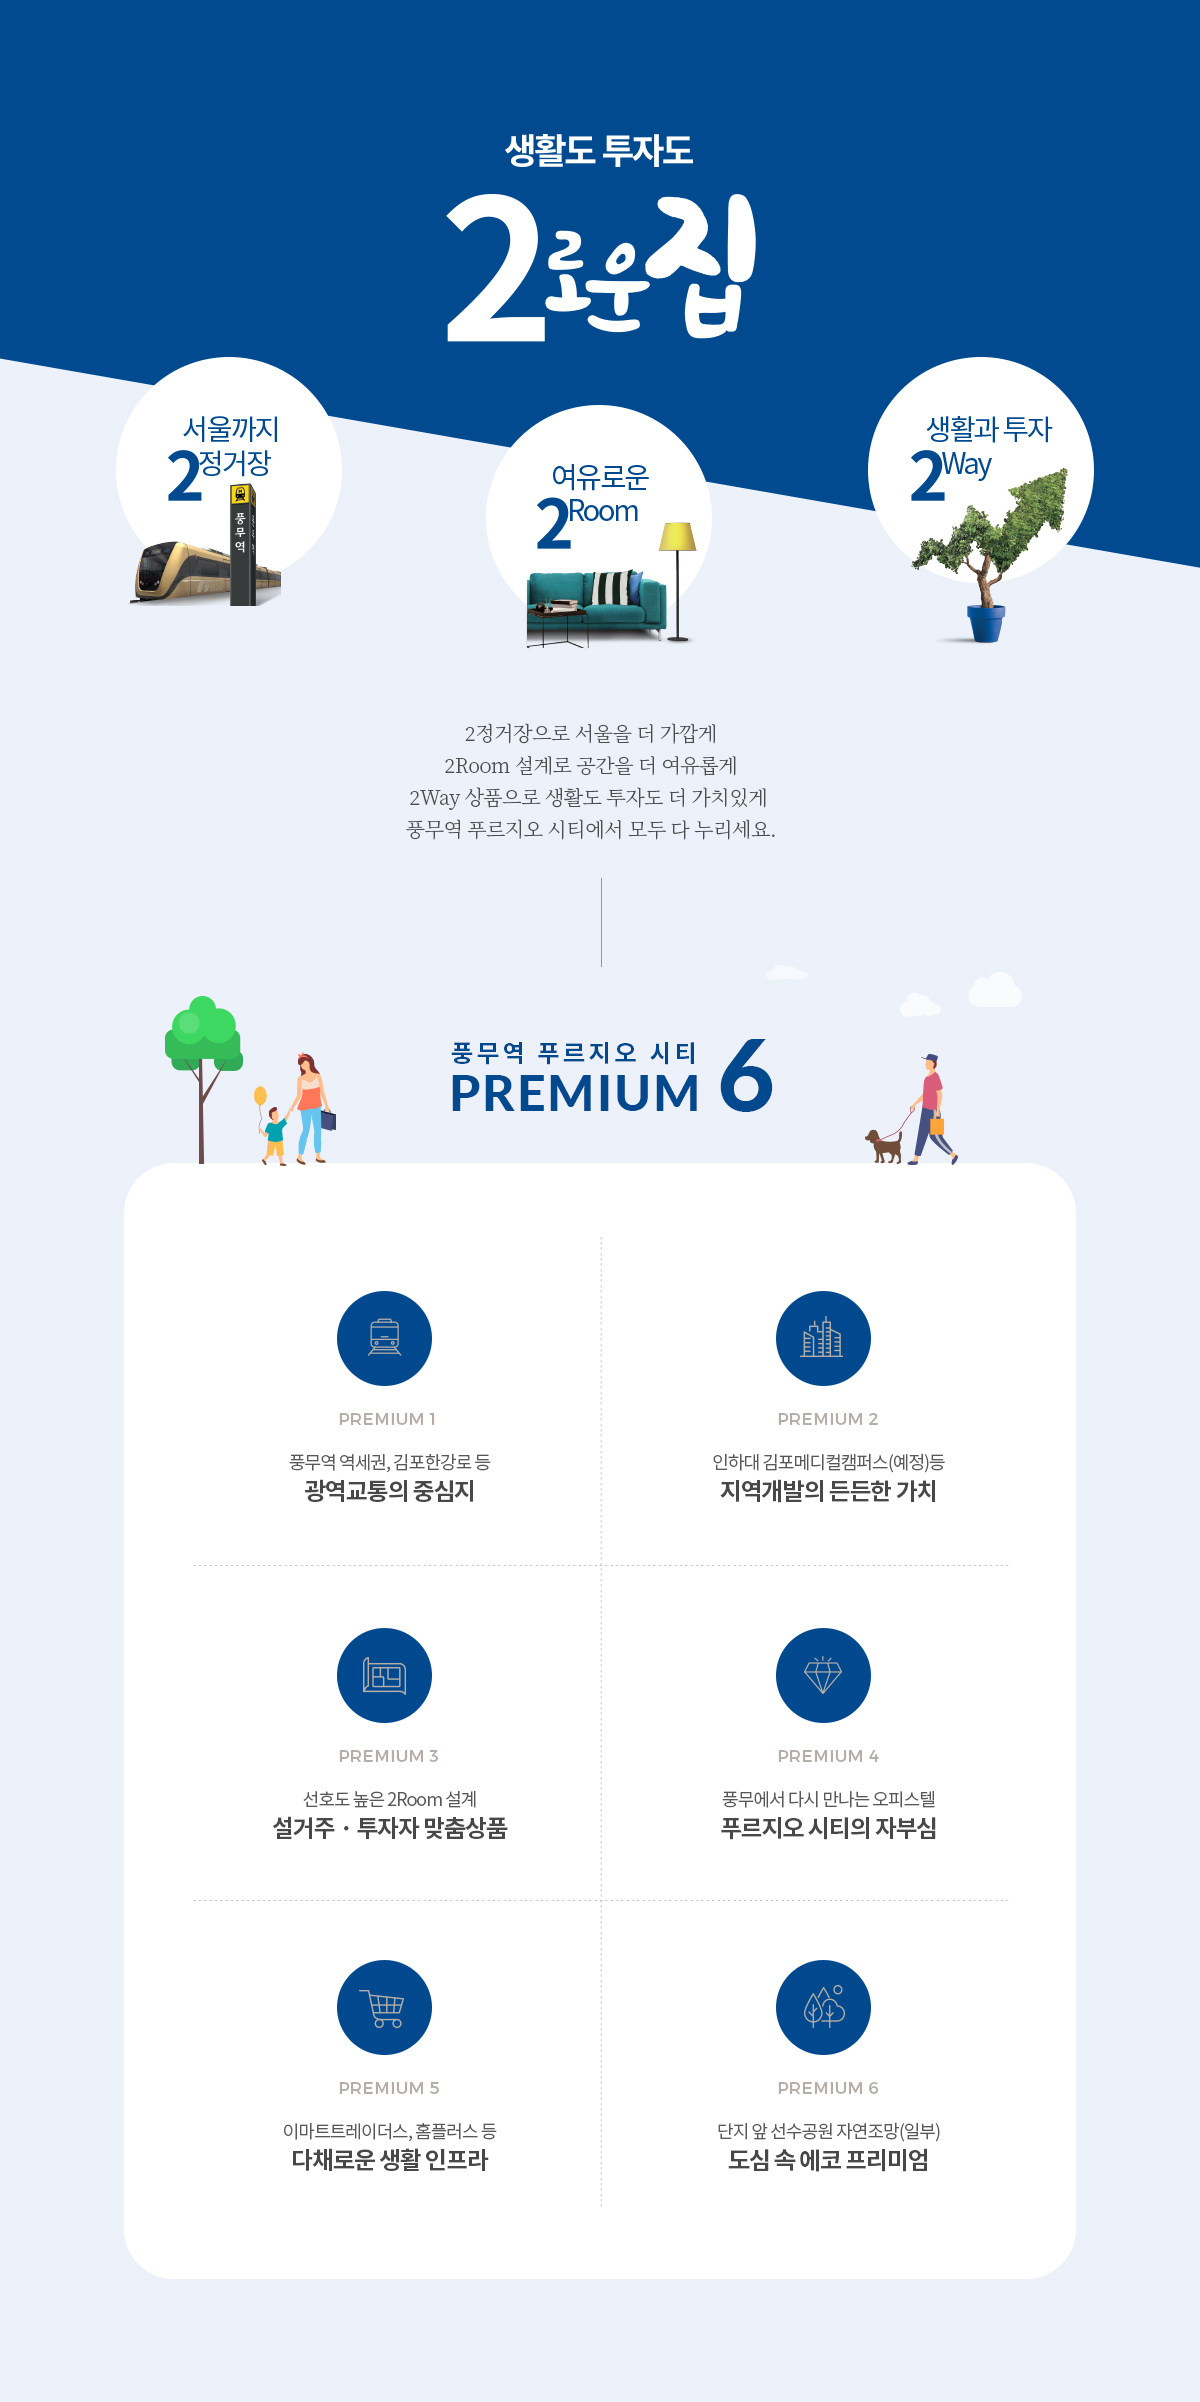 생활도 투자도
2로운집
서울까지
2정거장
풍무역
여유로운
2Room
생활과 투자
2Way
2정거장으로 서울을 더 가깝게
2Room 설계로 공간을 더 여유롭게
2Way 상품으로 생활도 투자도 더 가치있게
풍무역 푸르지오 시티에서 모두 다 누리세요.
풍무역 푸르지오 시티
PREMIUM 6
PREMIUM 1
풍무역 역세권, 김포한강로 등
광역교통의 중심지
PREMIUM 2
인하대 김포메디컬캠퍼스(예정)등
지역개발의 든든한 가치
PREMIUM 3
선호도 높은 2Room 설계
설거주 · 투자자 맞춤상품
PREMIUM 4
풍무에서 다시 만나는 오피스텔
푸르지오 시티의 자부심
PREMIUM 5
이마트트레이더스, 홈플러스 등
다채로운 생활 인프라
PREMIUM 6
단지 앞 선수공원 자연조망(일부)
도심 속 에코 프리미엄